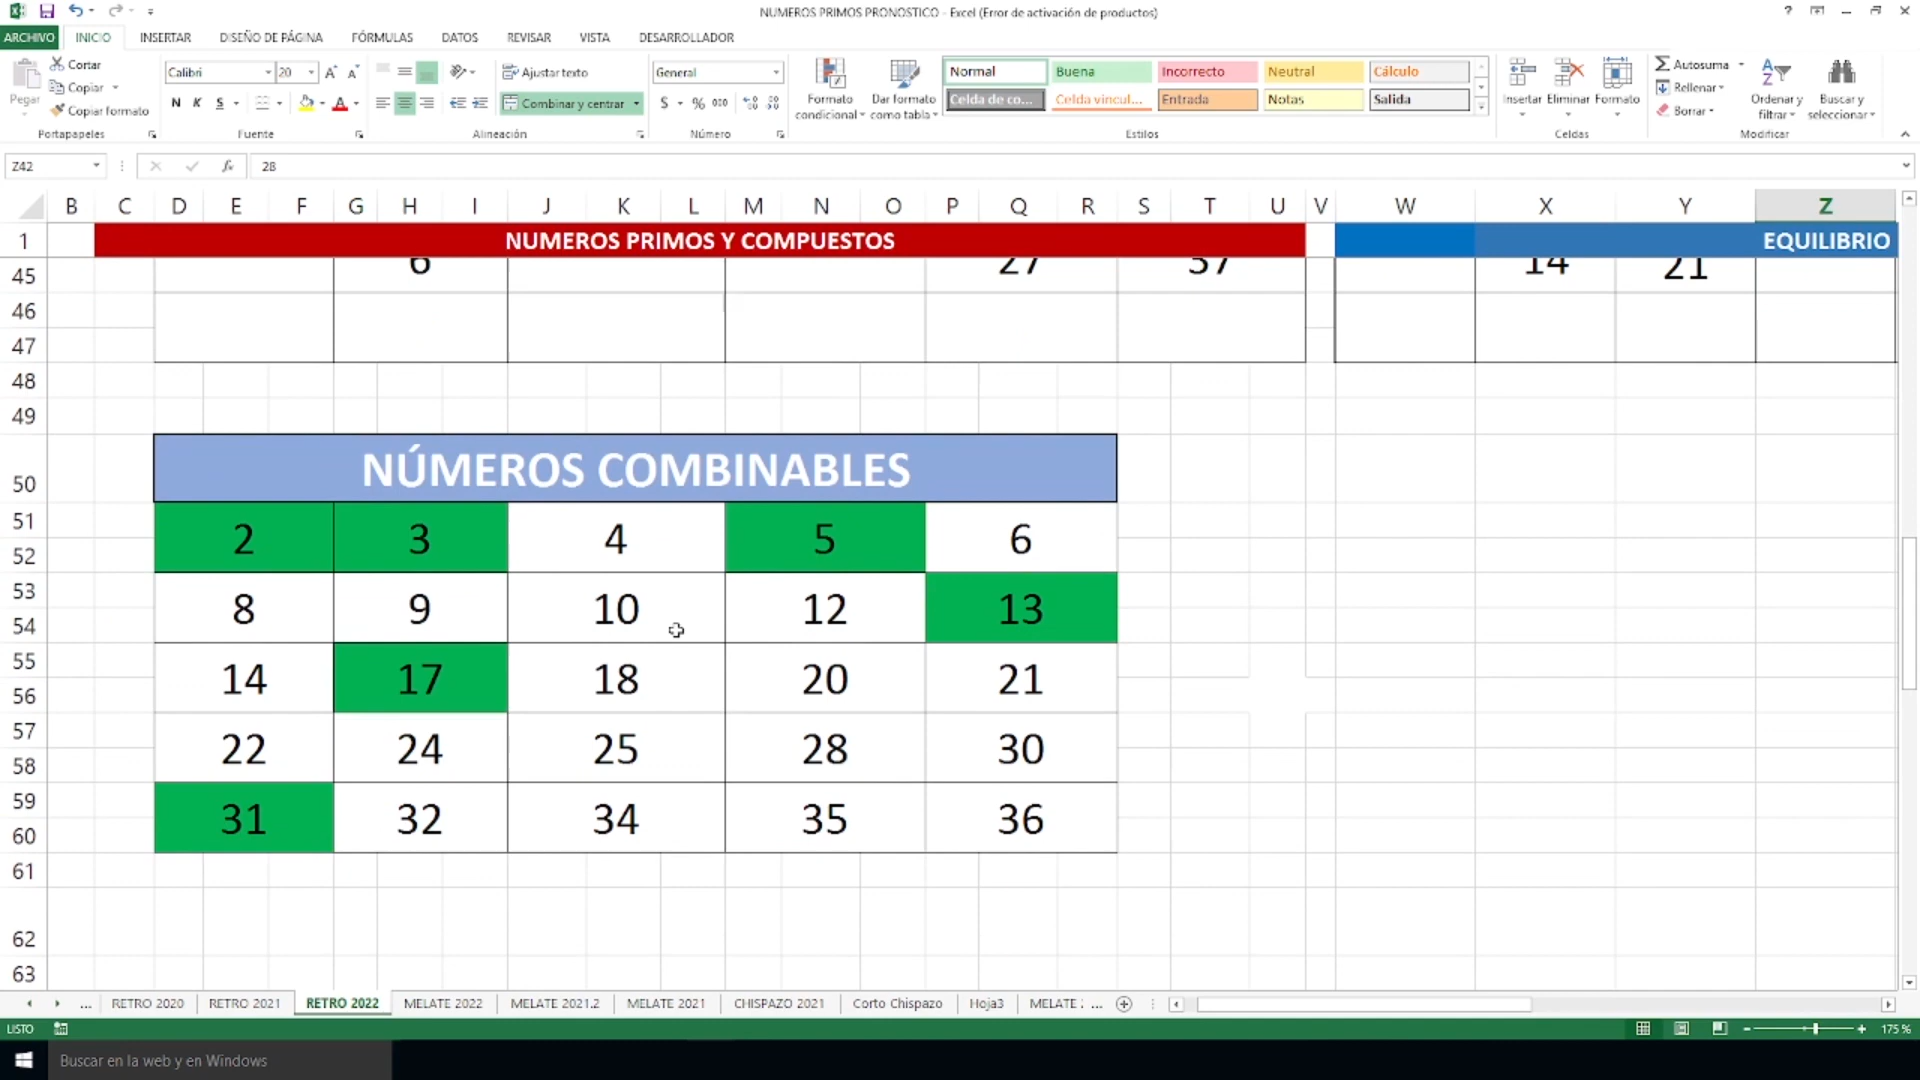 NUMEROS PRIMOS PRONOSTICO - Excel (Error de activación de productos)
ARCHIVO INICIO INSERTAR DISEÑO DE PÁGINA FÓRMULAS DATOS REVISAR VISTA DESARROLLADOR
Pegar
Cortar
Copiar
Copiar formato
Portapapeles
Calibri 20
N K S
Fuente
Ajustar texto
Combinar y centrar
Alineación
General
$ % 000
Número
Formato condicional
Dar formato como tabla
Normal Buena Incorrecto Neutral Cálculo
Celda de co... Celda vincul... Entrada Notas Salida
Estilos
Insertar Eliminar Formato
Celdas
Autosuma
Rellenar
Borrar
Ordenar y filtrar
Buscar y seleccionar
Modificar
Z42 fx 28
B C D E F G H I J K L M N O P Q R S T U V W X Y Z
1 NUMEROS PRIMOS Y COMPUESTOS EQUILIBRIO
45 6 27 37 14 21
46
47
48
49
50 NÚMEROS COMBINABLES
51
52
2 3 4 5 6
53
54
8 9 10 12 13
55
56
14 17 18 20 21
57
58
22 24 25 28 30
59
60
31 32 34 35 36
61
62
63
... RETRO 2020 RETRO 2021 RETRO 2022 MELATE 2022 MELATE 2021.2 MELATE 2021 CHISPAZO 2021 Corto Chispazo Hoja3 MELATE : ...
LISTO 175 %
Buscar en la web y en Windows